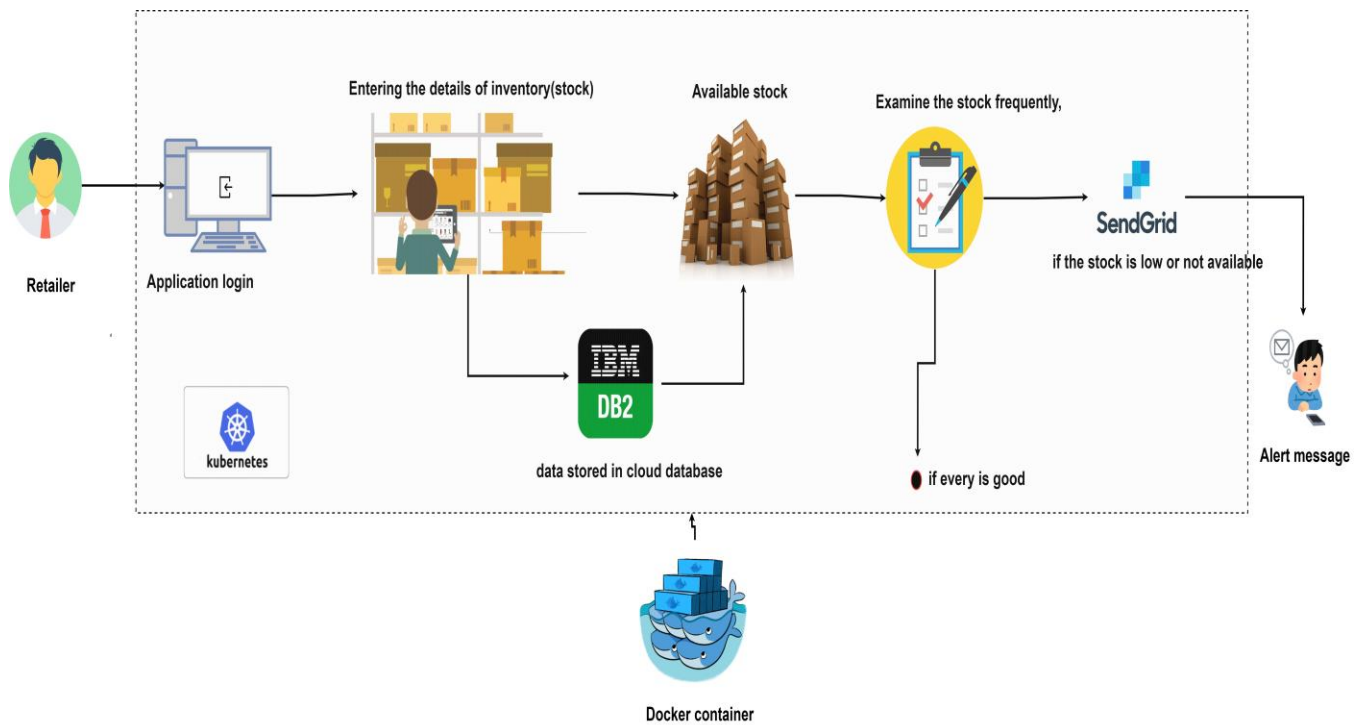 Entering the details of inventory(stock)
Available stock
Examine the stock frequently,
SendGrid
if the stock is low or not available
Retailer
Application login
IBM
DB2
kubernetes
data stored in cloud database
if every is good
Alert message
Docker container